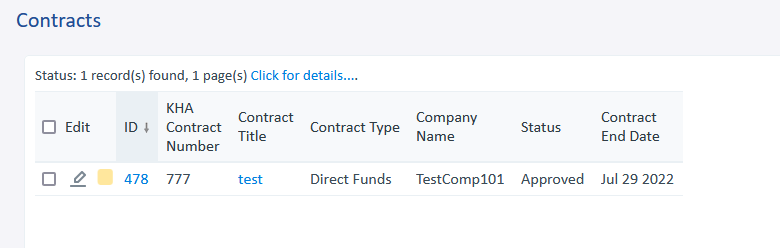 Contracts
Status: 1 record(s) found, 1 page(s) Click for details....
Edit ID ↓ KHA Contract Number Contract Title Contract Type Company Name Status Contract End Date
478 777 test Direct Funds TestComp101 Approved Jul 29 2022